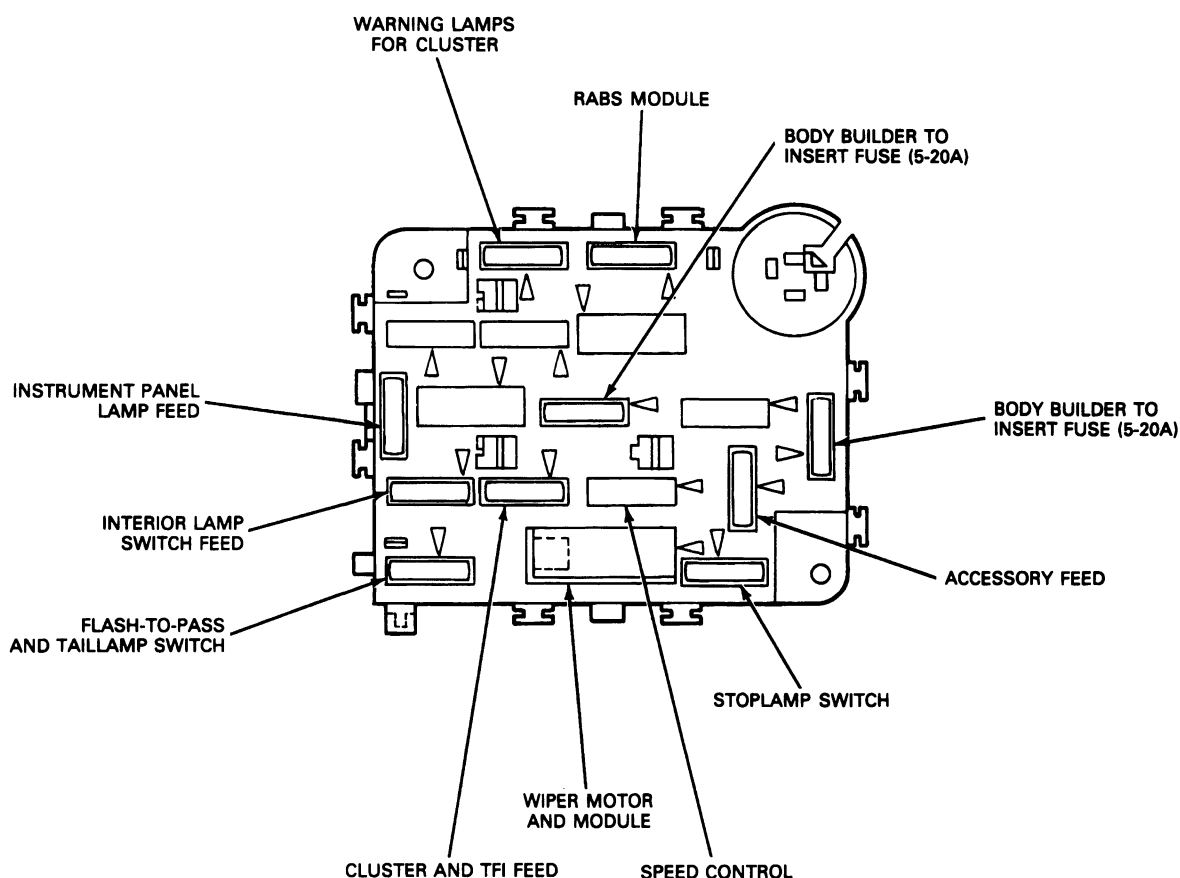 WARNING LAMPS
FOR CLUSTER
RABS MODULE
BODY BUILDER TO
INSERT FUSE (5-20A)
INSTRUMENT PANEL
LAMP FEED
BODY BUILDER TO
INSERT FUSE (5-20A)
INTERIOR LAMP
SWITCH FEED
ACCESSORY FEED
FLASH-TO-PASS
AND TAILLAMP SWITCH
STOPLAMP SWITCH
WIPER MOTOR
AND MODULE
CLUSTER AND TFI FEED
SPEED CONTROL